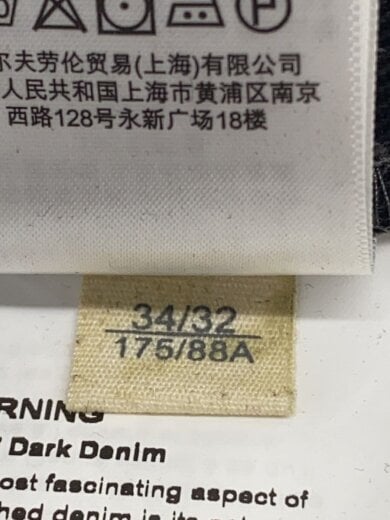 尔夫劳伦贸易(上海)有限公司
人民共和国上海市黄浦区南京
西路128号永新广场18楼
34/32
175/88A
RNING
Dark Denim
ost fascinating aspect of
hed denim is its